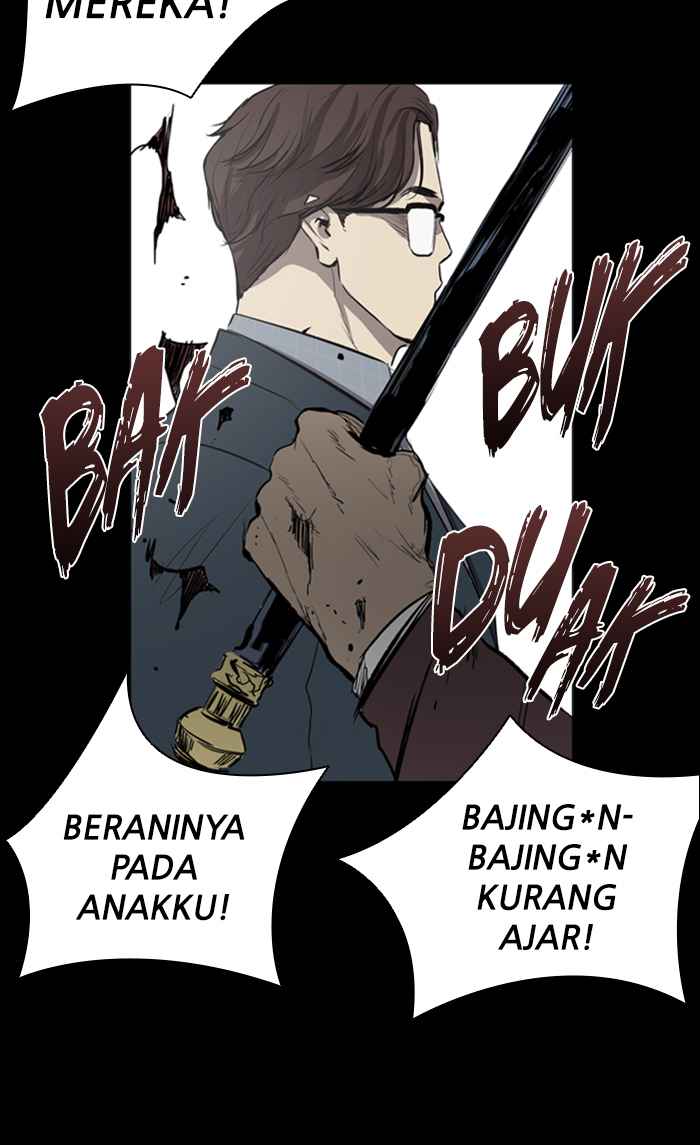 MEREKA!
BUK
BAK
DUAK
BERANINYA
PADA
ANAKKU!
BAJING*N-
BAJING*N
KURANG
AJAR!